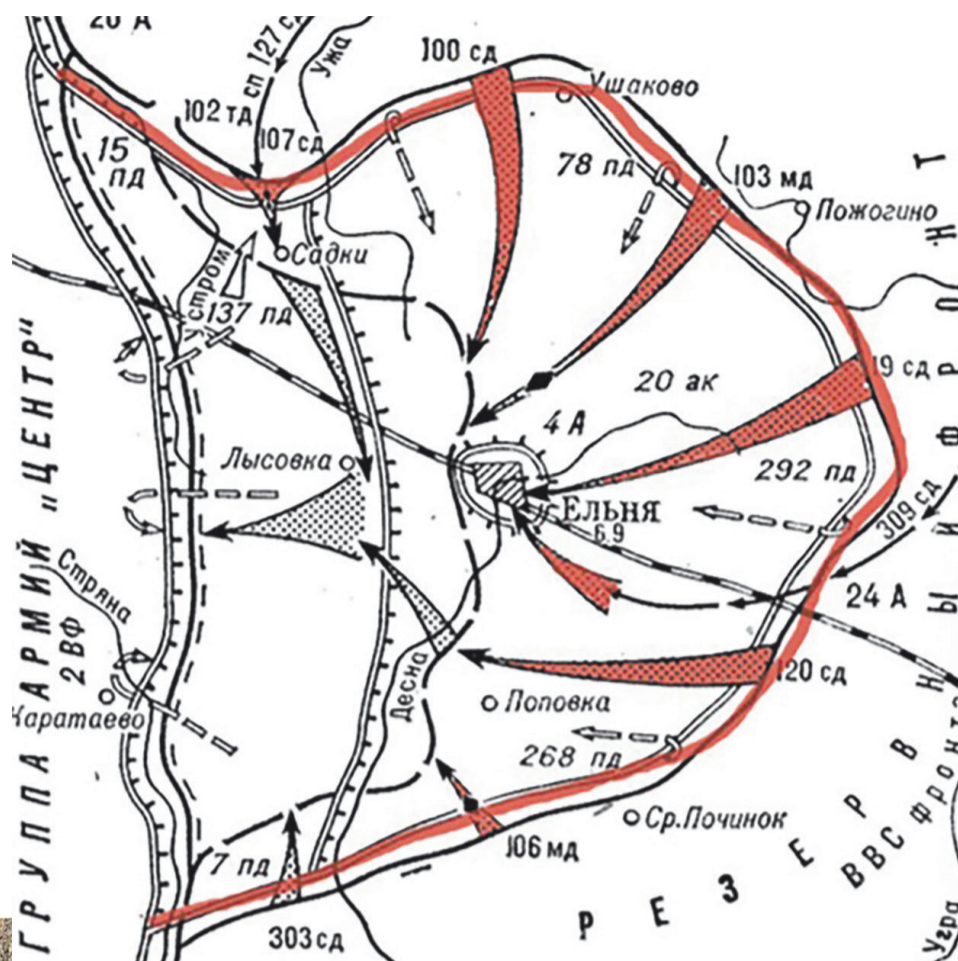 20 А
сп 127 сд
Ужа
100 сд
Ушаково
102 тд
107 сд
15
пд
78 пд
103 мд
Пожогино
Садки
Устром
137 пд
20 ак
19 сд
4 А
Лысовка
292 пд
ЕЛЬНЯ
6.9
309 сд
24 А
Стряна
2 ВФ
Каратаево
Десна
120 сд
Поповка
268 пд
Ср.Починок
106 мд
7 пд
303 сд
ГРУППА АРМИЙ „ЦЕНТР"
РЕЗЕРВНЫЙ ФРОНТ
ВВС фронта
Угра